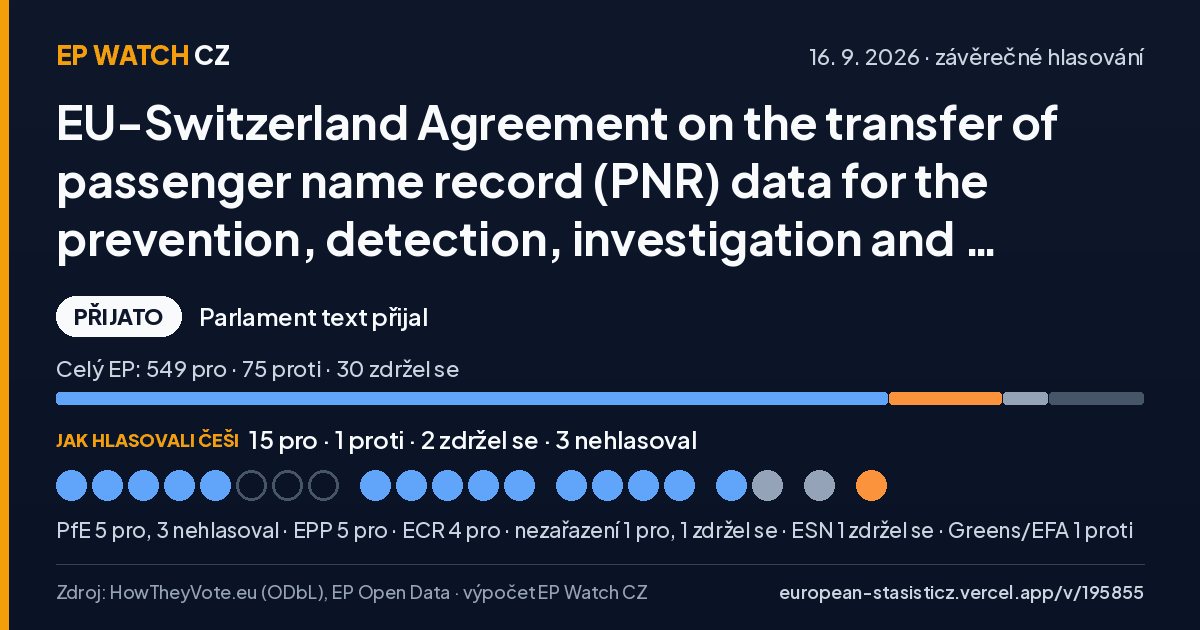 EP WATCH CZ
16. 9. 2026 · závěrečné hlasování
EU–Switzerland Agreement on the transfer of
passenger name record (PNR) data for the
prevention, detection, investigation and …
PŘIJATO Parlament text přijal
Celý EP: 549 pro · 75 proti · 30 zdržel se
JAK HLASOVALI ČEŠI 15 pro · 1 proti · 2 zdržel se · 3 nehlasoval
PfE 5 pro, 3 nehlasoval · EPP 5 pro · ECR 4 pro · nezařazení 1 pro, 1 zdržel se · ESN 1 zdržel se · Greens/EFA 1 proti
Zdroj: HowTheyVote.eu (ODbL), EP Open Data · výpočet EP Watch CZ
european-stasisticz.vercel.app/v/195855